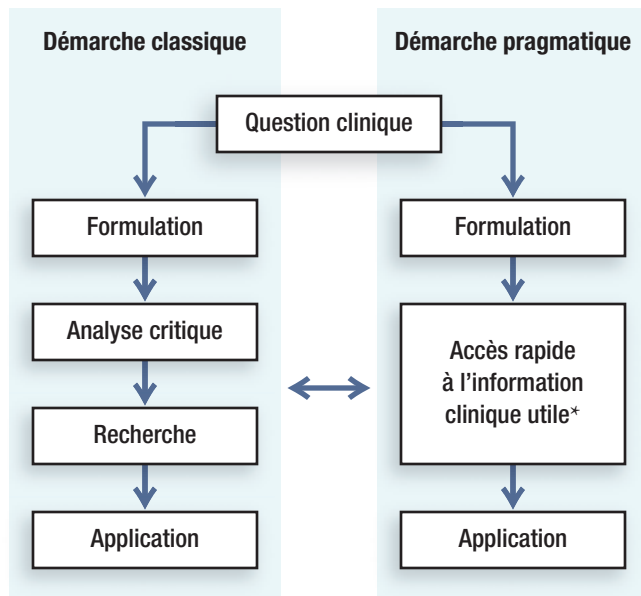 Démarche classique
Démarche pragmatique
Question clinique
Formulation
Formulation
Analyse critique
Accès rapide
à l’information
clinique utile*
Recherche
Application
Application